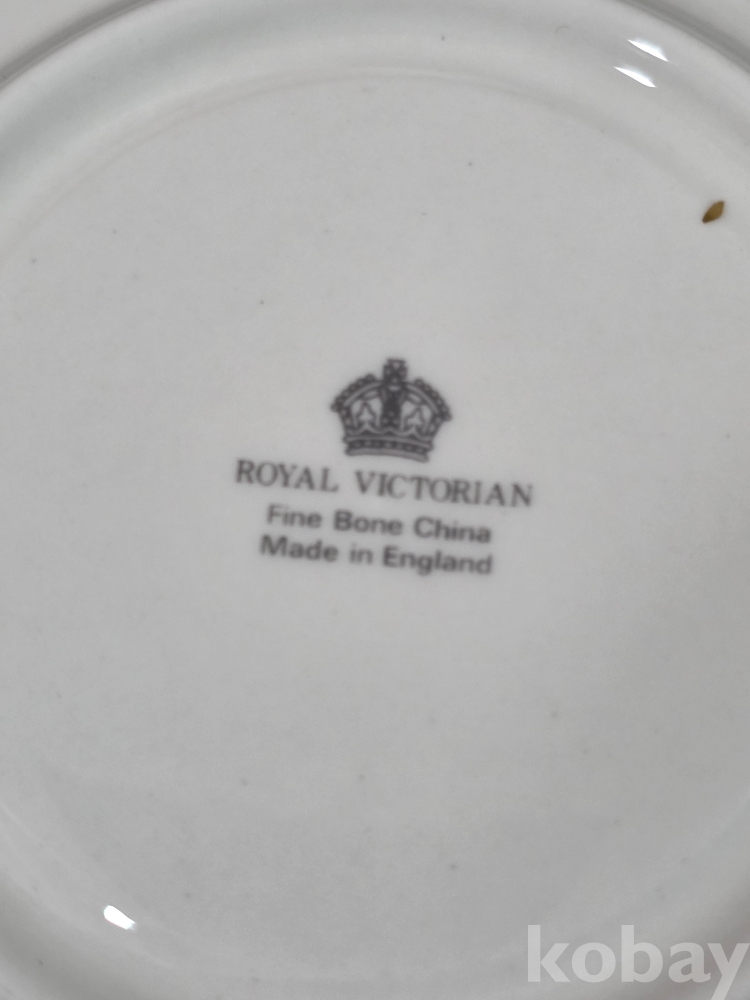 ROYAL VICTORIAN
Fine Bone China
Made in England
kobay